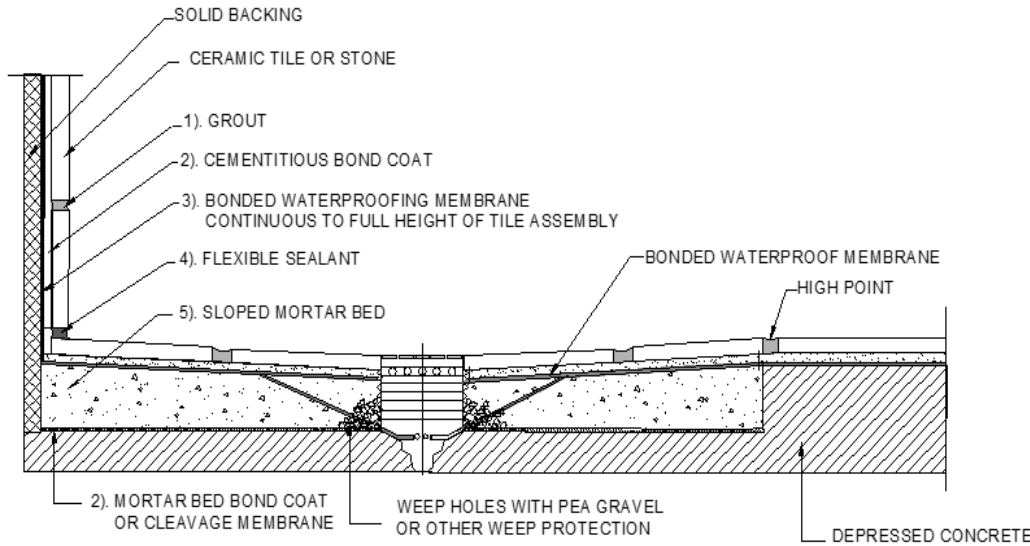 SOLID BACKING
CERAMIC TILE OR STONE
1). GROUT
2). CEMENTITIOUS BOND COAT
3). BONDED WATERPROOFING MEMBRANE
CONTINUOUS TO FULL HEIGHT OF TILE ASSEMBLY
4). FLEXIBLE SEALANT
5). SLOPED MORTAR BED
BONDED WATERPROOF MEMBRANE
HIGH POINT
2). MORTAR BED BOND COAT
OR CLEAVAGE MEMBRANE
WEEP HOLES WITH PEA GRAVEL
OR OTHER WEEP PROTECTION
DEPRESSED CONCRETE